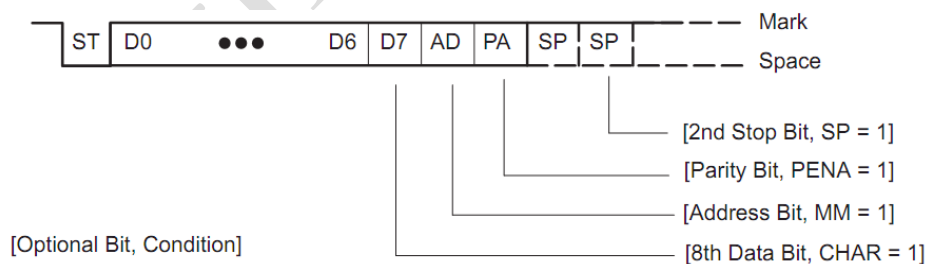 Mark
ST D0 ●●● D6 D7 AD PA SP SP
Space
[2nd Stop Bit, SP = 1]
[Parity Bit, PENA = 1]
[Address Bit, MM = 1]
[Optional Bit, Condition]
[8th Data Bit, CHAR = 1]